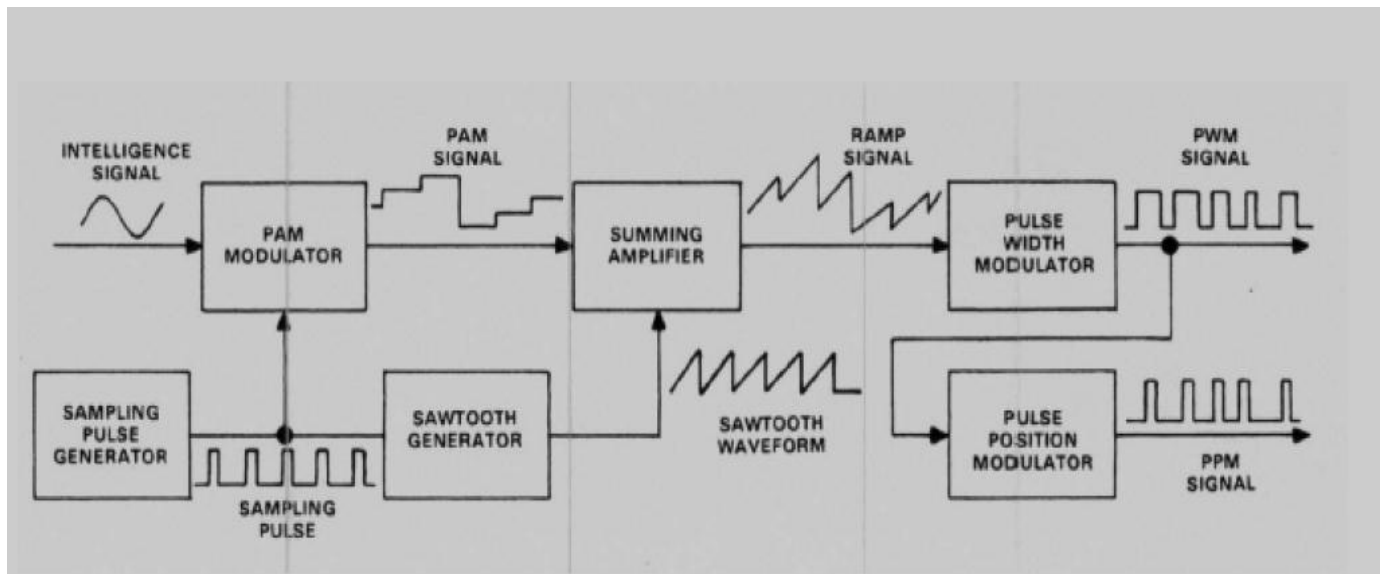 INTELLIGENCE
SIGNAL
PAM
SIGNAL
RAMP
SIGNAL
PWM
SIGNAL
PAM
MODULATOR
SUMMING
AMPLIFIER
PULSE
WIDTH
MODULATOR
SAMPLING
PULSE
GENERATOR
SAWTOOTH
GENERATOR
SAWTOOTH
WAVEFORM
PULSE
POSITION
MODULATOR
SAMPLING
PULSE
PPM
SIGNAL